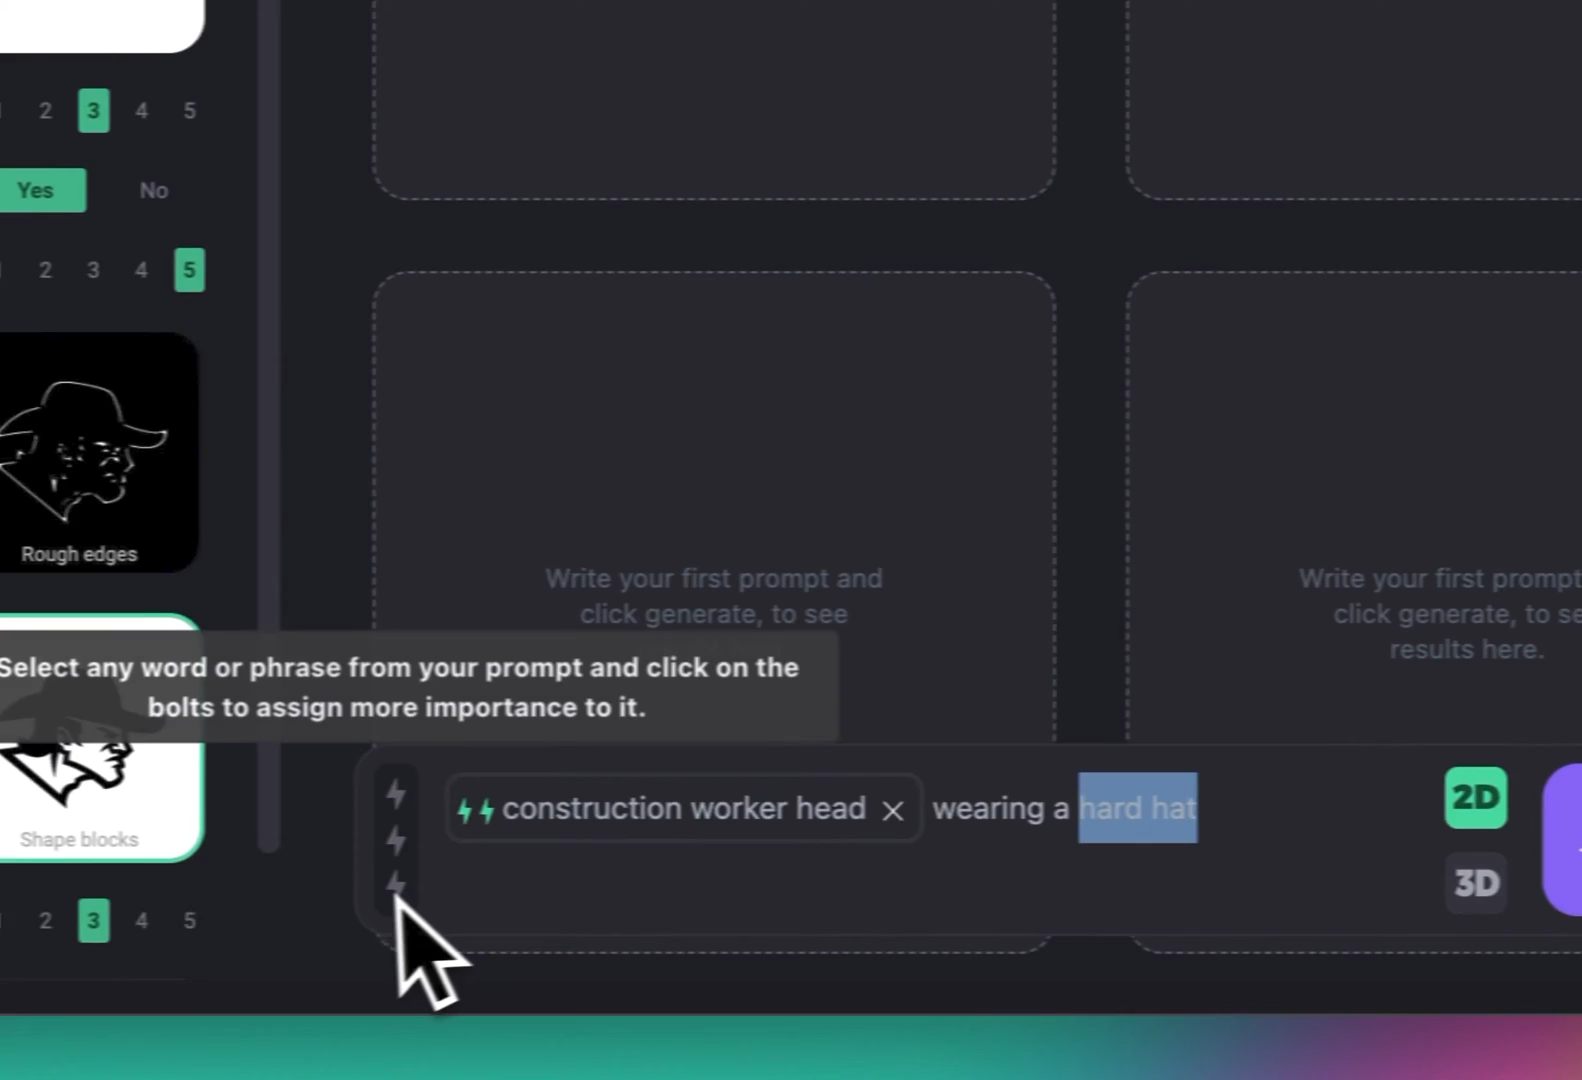 2 3 4 5
Yes No
2 3 4 5
Rough edges
Write your first prompt and
click generate, to see
Write your first prompt
click generate, to se
results here.
Select any word or phrase from your prompt and click on the
bolts to assign more importance to it.
Shape blocks
construction worker head × wearing a hard hat
2D
3D
2 3 4 5